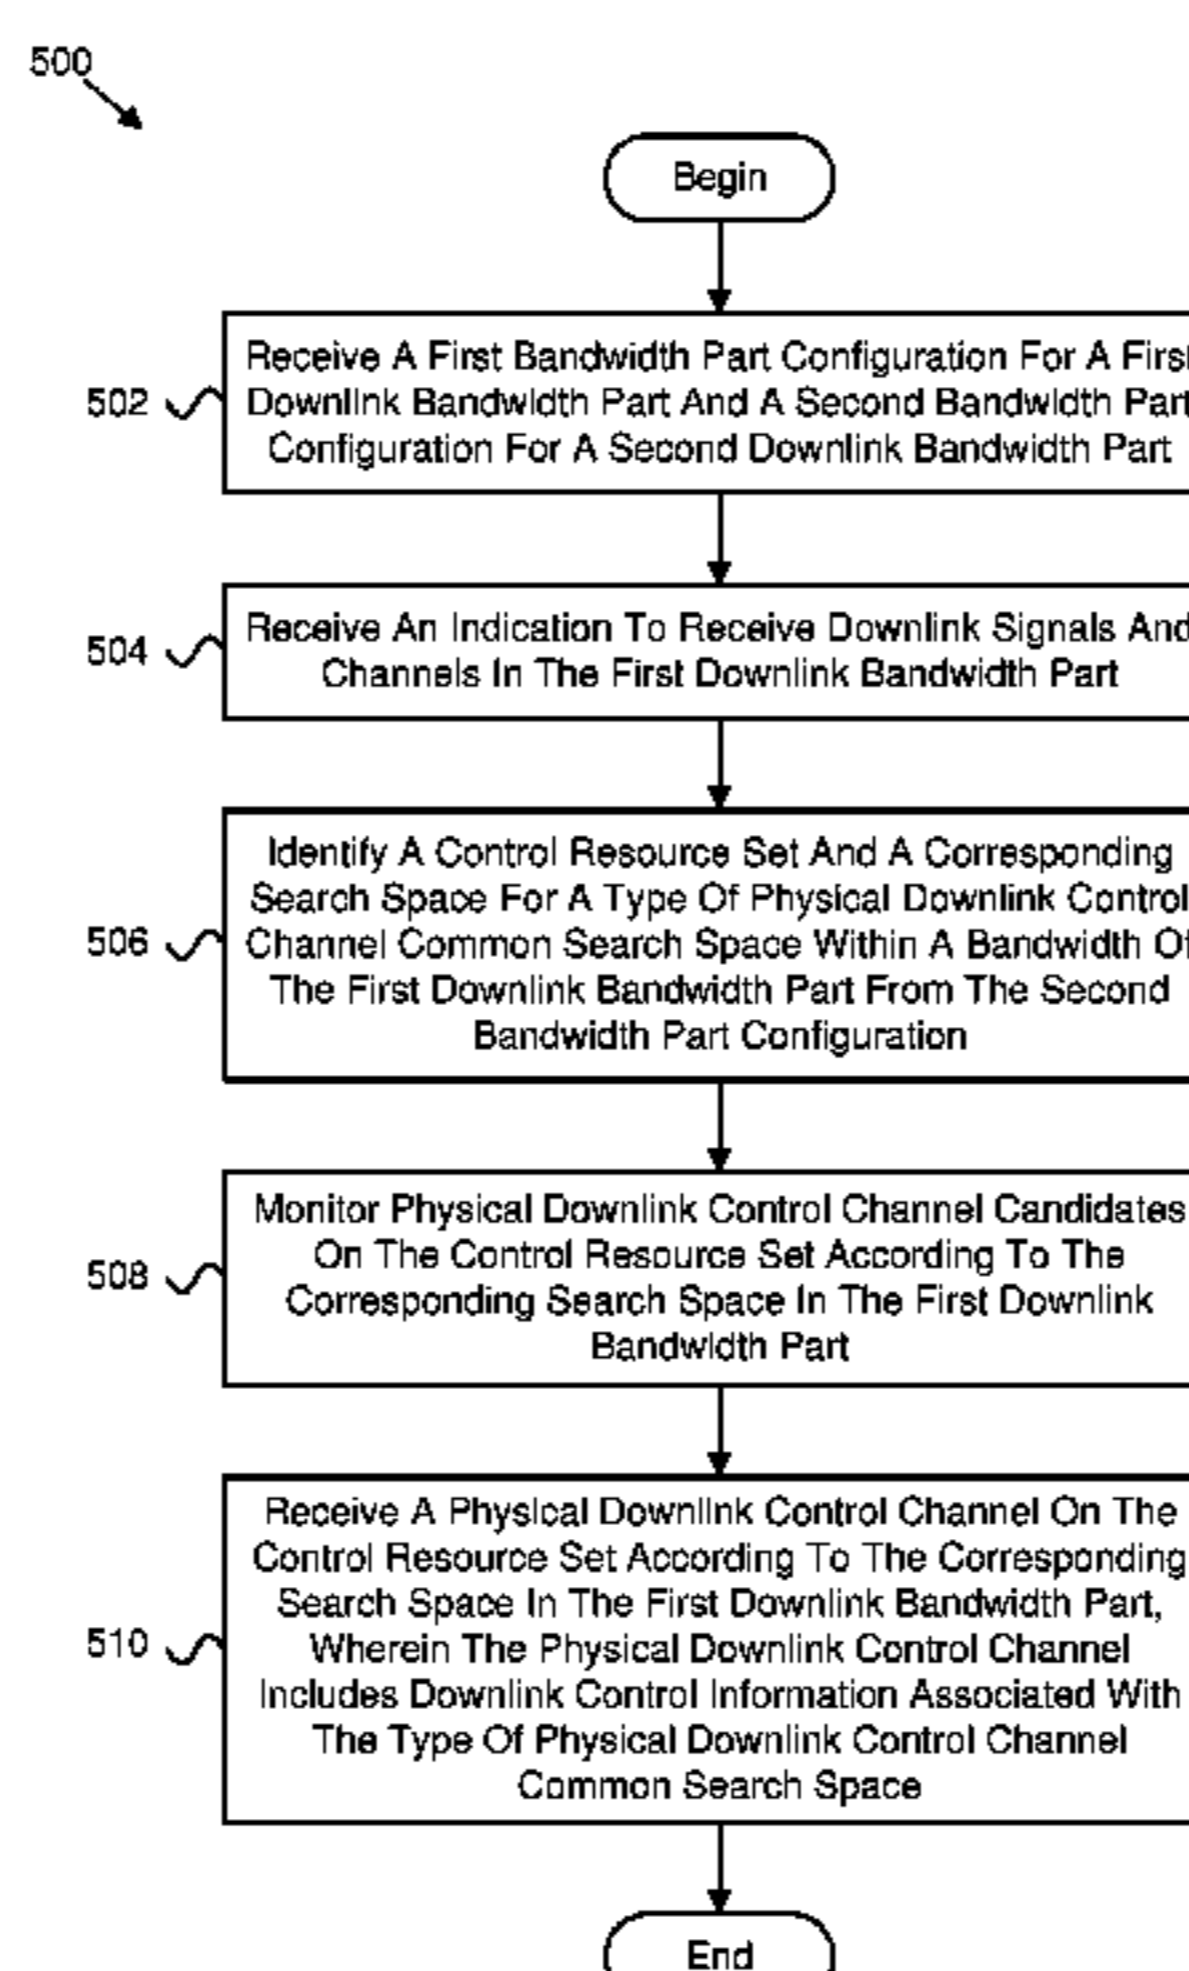 500
Begin
Receive A First Bandwidth Part Configuration For A First
502
Downlink Bandwidth Part And A Second Bandwidth Part
Configuration For A Second Downlink Bandwidth Part
Receive An Indication To Receive Downlink Signals And
504
Channels In The First Downlink Bandwidth Part
Identify A Control Resource Set And A Corresponding
Search Space For A Type Of Physical Downlink Control
506
Channel Common Search Space Within A Bandwidth Of
The First Downlink Bandwidth Part From The Second
Bandwidth Part Configuration
Monitor Physical Downlink Control Channel Candidates
On The Control Resource Set According To The
508
Corresponding Search Space In The First Downlink
Bandwidth Part
Receive A Physical Downlink Control Channel On The
Control Resource Set According To The Corresponding
Search Space In The First Downlink Bandwidth Part,
510
Wherein The Physical Downlink Control Channel
Includes Downlink Control Information Associated With
The Type Of Physical Downlink Control Channel
Common Search Space
End